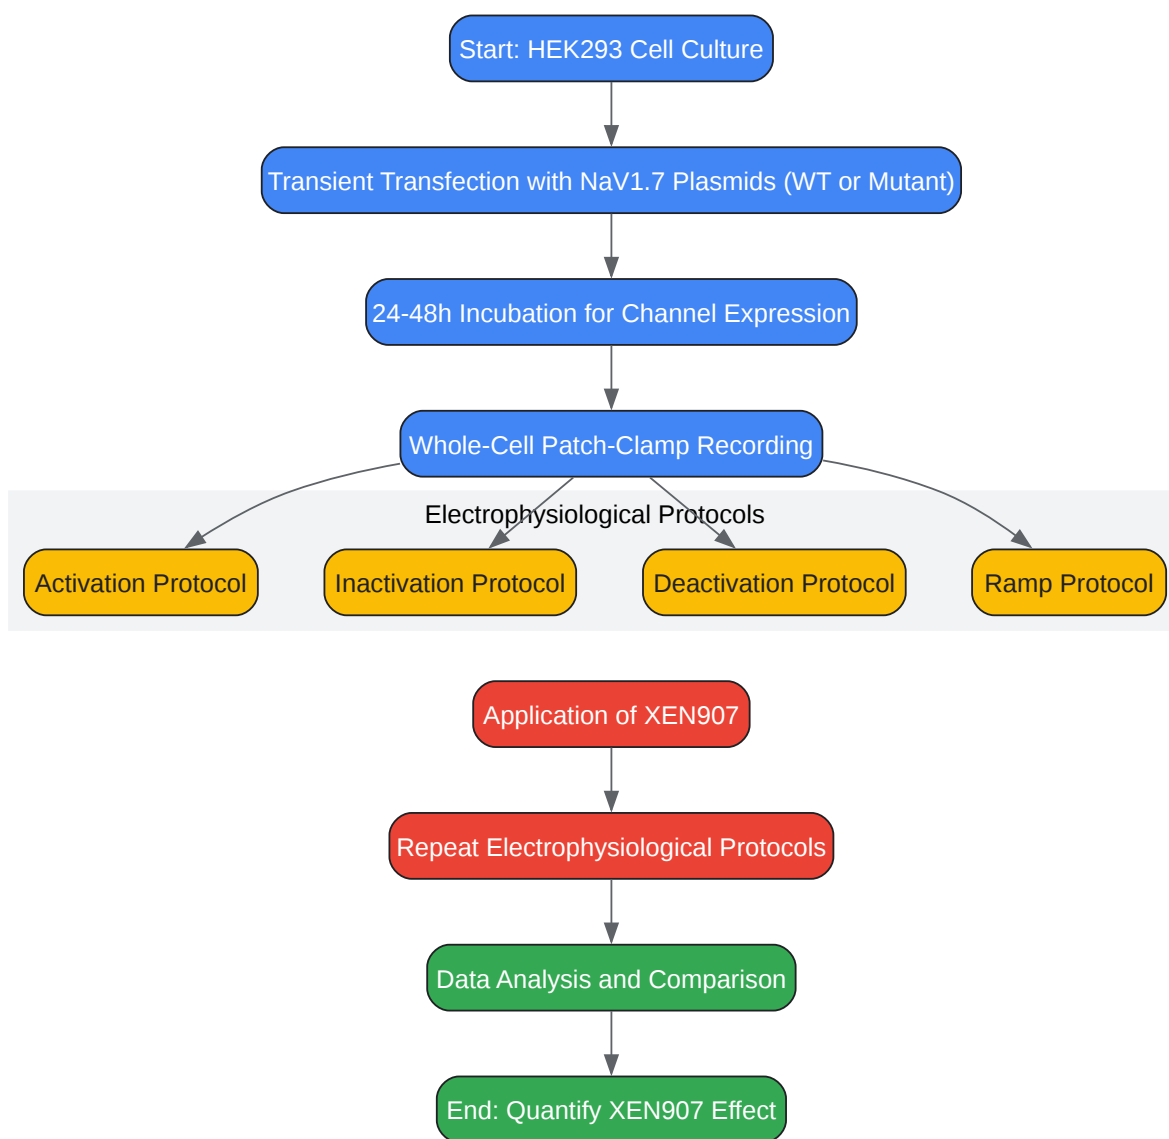 Start: HEK293 Cell Culture
Transient Transfection with NaV1.7 Plasmids (WT or Mutant)
24-48h Incubation for Channel Expression
Whole-Cell Patch-Clamp Recording
Electrophysiological Protocols
Activation Protocol
Inactivation Protocol
Deactivation Protocol
Ramp Protocol
Application of XEN907
Repeat Electrophysiological Protocols
Data Analysis and Comparison
End: Quantify XEN907 Effect